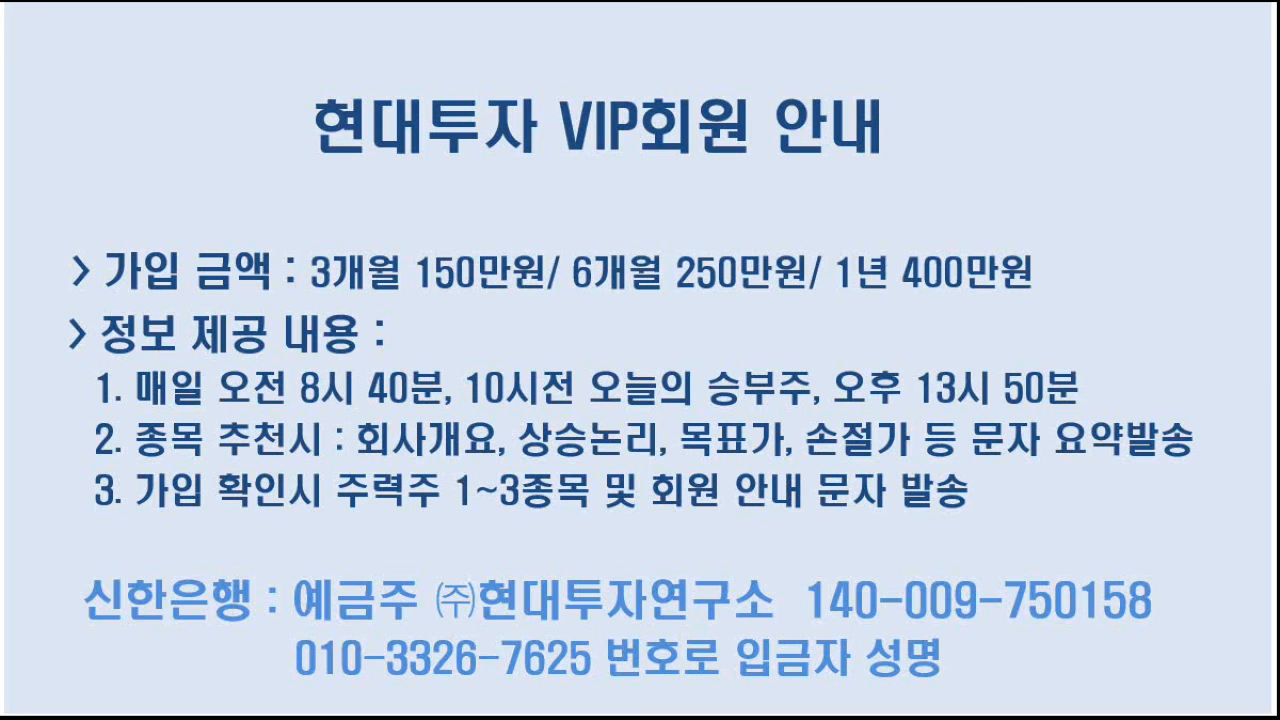 현대투자 VIP회원 안내
> 가입 금액 : 3개월 150만원/ 6개월 250만원/ 1년 400만원
> 정보 제공 내용 :
1. 매일 오전 8시 40분, 10시전 오늘의 승부주, 오후 13시 50분
2. 종목 추천시 : 회사개요, 상승논리, 목표가, 손절가 등 문자 요약발송
3. 가입 확인시 주력주 1~3종목 및 회원 안내 문자 발송
신한은행 : 예금주 ㈜현대투자연구소 140-009-750158
010-3326-7625 번호로 입금자 성명